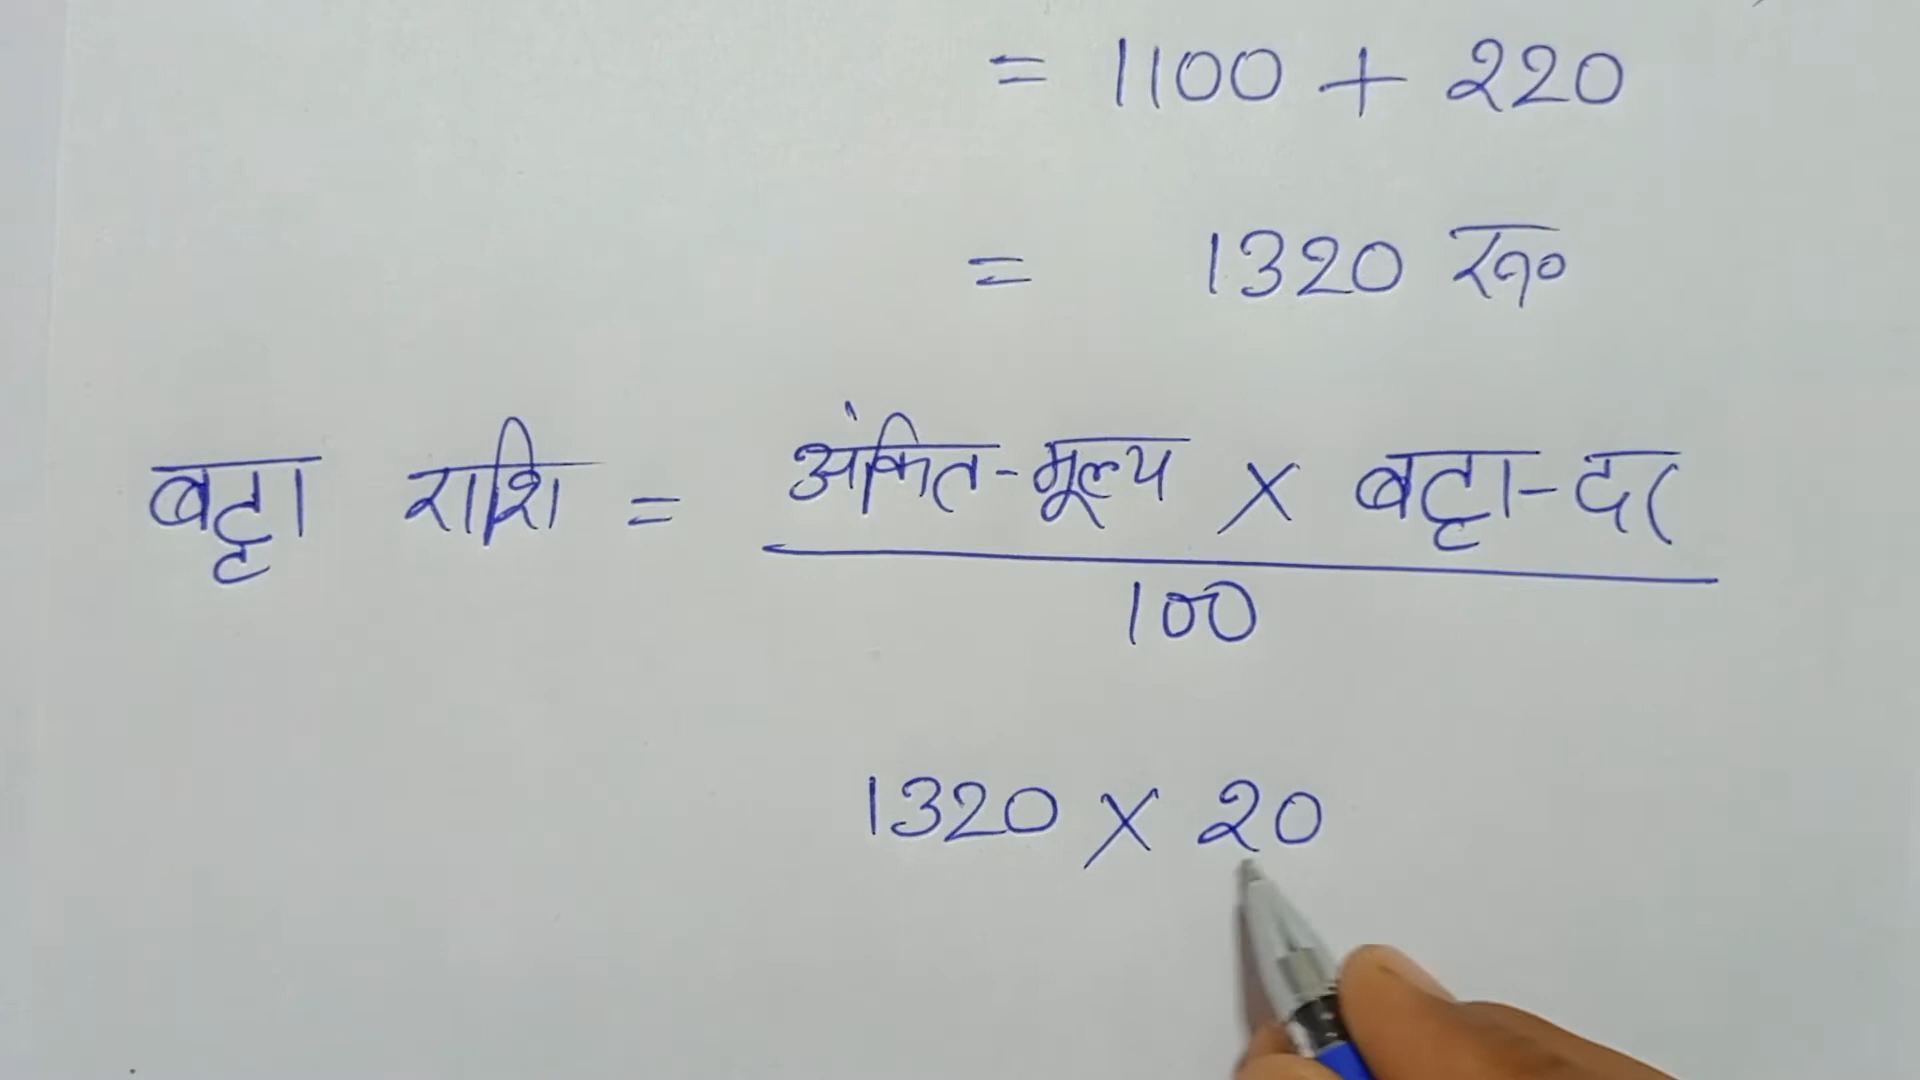 = 1100 + 220
= 1320 रू०
बट्टा राशि = अंकित-मूल्य × बट्टा-दर
100
1320 × 20